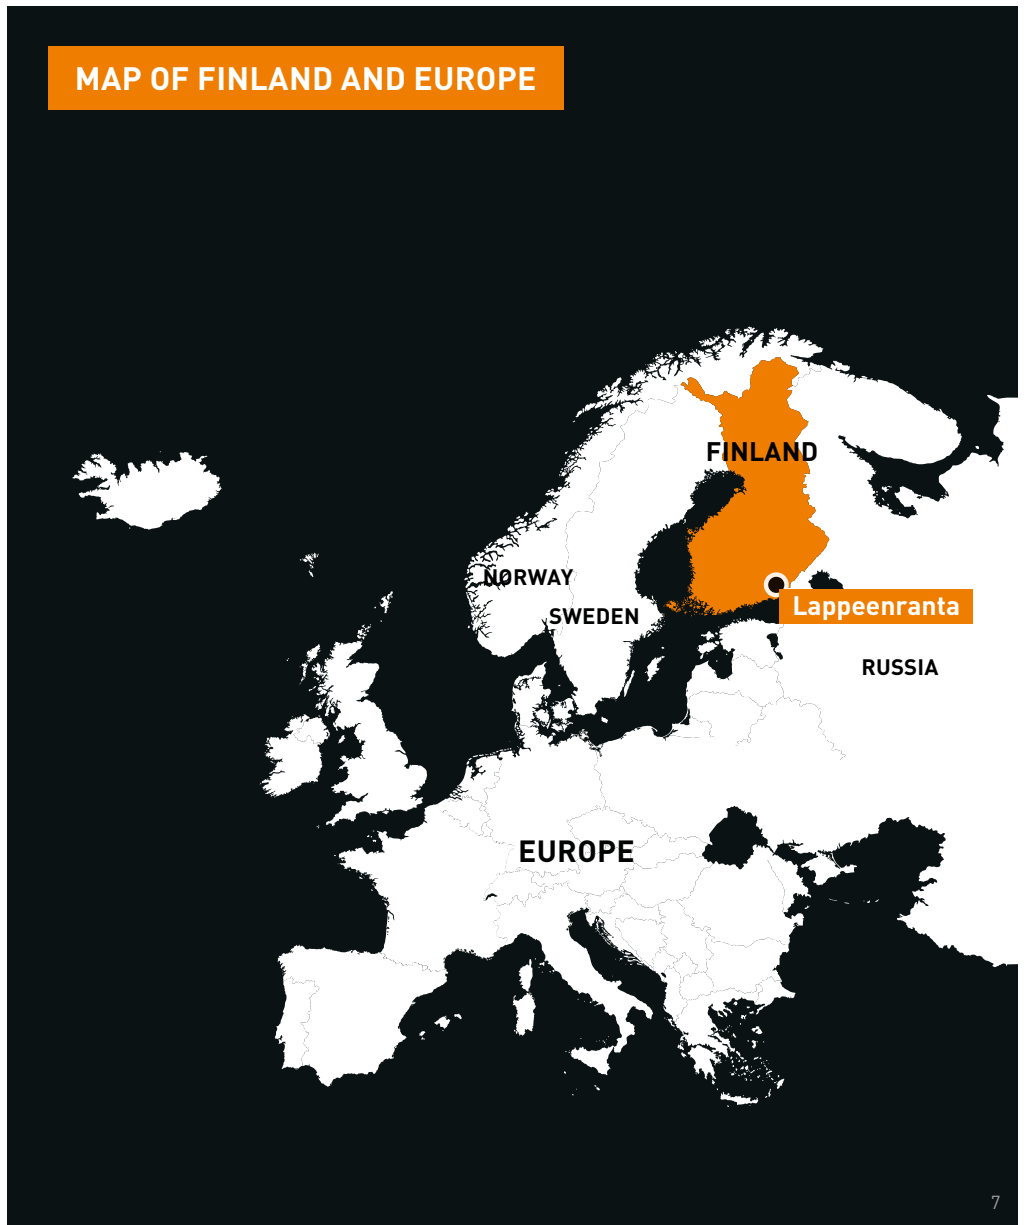 MAP OF FINLAND AND EUROPE
FINLAND
NORWAY
Lappeenranta
SWEDEN
RUSSIA
EUROPE
7